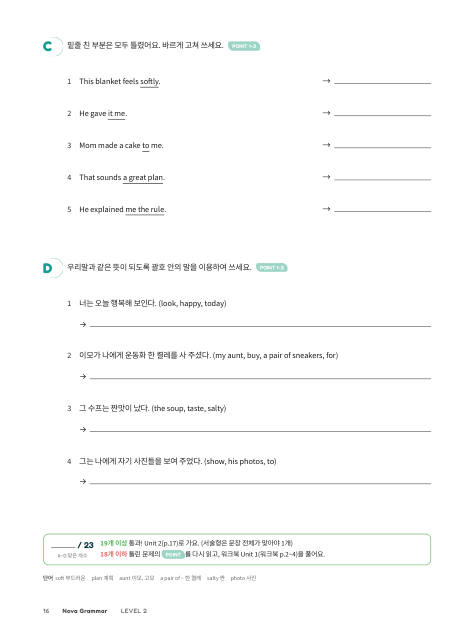 C 밑줄 친 부분은 모두 틀렸어요. 바르게 고쳐 쓰세요. POINT 1-3
1 This blanket feels softly. →
2 He gave it me. →
3 Mom made a cake to me. →
4 That sounds a great plan. →
5 He explained me the rule. →
D 우리말과 같은 뜻이 되도록 괄호 안의 말을 이용하여 쓰세요. POINT 1-3
1 너는 오늘 행복해 보인다. (look, happy, today)
→
2 이모가 나에게 운동화 한 켤레를 사 주셨다. (my aunt, buy, a pair of sneakers, for)
→
3 그 수프는 짠맛이 났다. (the soup, taste, salty)
→
4 그는 나에게 자기 사진들을 보여 주었다. (show, his photos, to)
→
/ 23 19개 이상 통과! Unit 2(p.17)로 가요. (서술형은 문장 전체가 맞아야 1개)
A~D 맞은 개수 18개 이하 틀린 문제의 POINT 를 다시 읽고, 워크북 Unit 1(워크북 p.2~4)을 풀어요.
단어 soft 부드러운 plan 계획 aunt 이모, 고모 a pair of ~ 한 켤레 salty 짠 photo 사진
16 Nova Grammar LEVEL 2